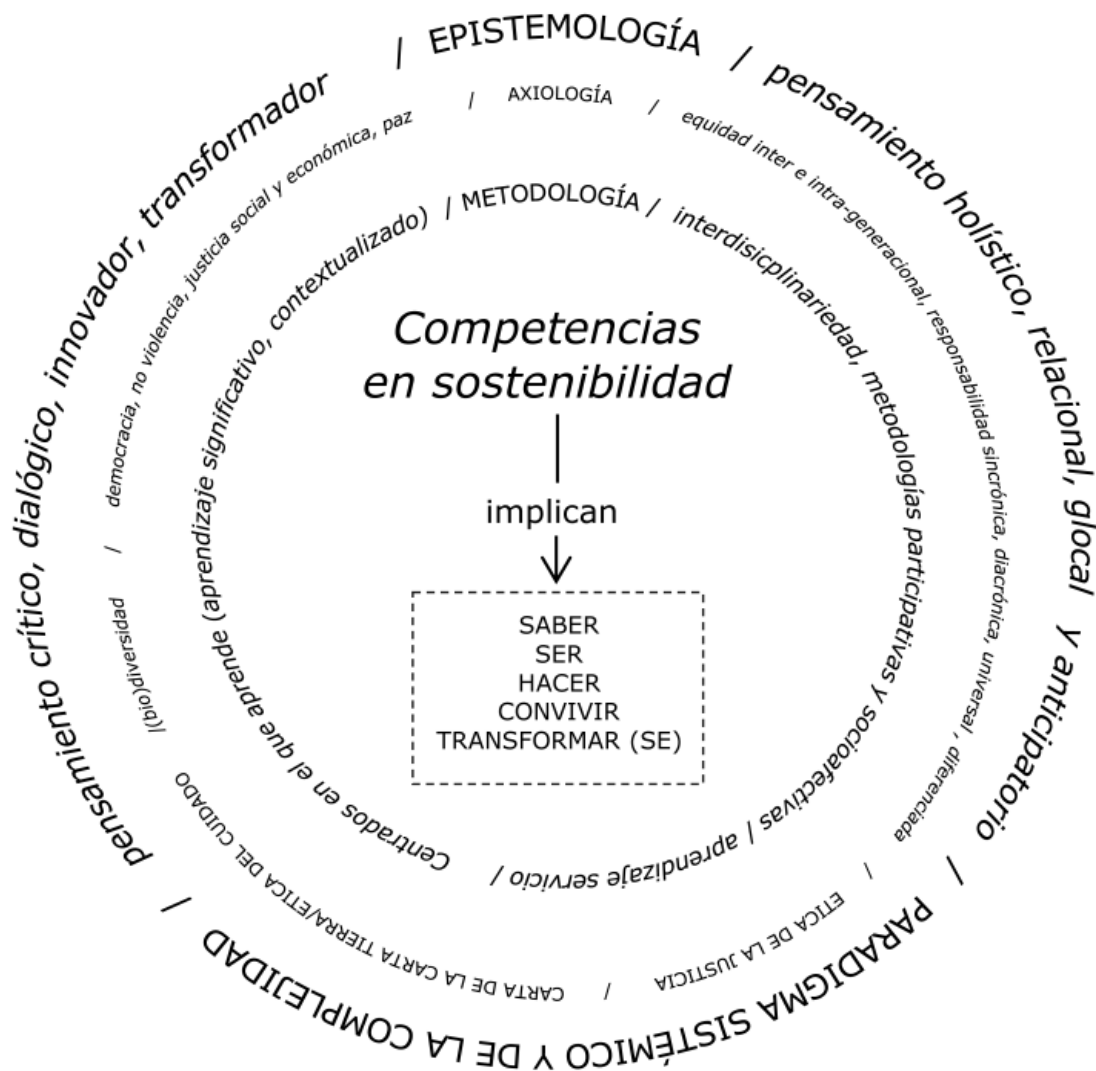 / EPISTEMOLOGÍA / pensamiento holístico, relacional, glocal y anticipatorio / PARADIGMA SISTÉMICO Y DE LA COMPLEJIDAD / pensamiento crítico, dialógico, innovador, transformador
/ AXIOLOGÍA / equidad inter e intra-generacional, responsabilidad sincrónica, diacrónica, universal, diferenciada / ETICA DE LA JUSTICIA / CARTA DE LA CARTA TIERRA/ETICA DEL CUIDADO /(bio)diversidad / democracia, no violencia, justicia social y económica, paz
/ METODOLOGÍA / interdisicplinariedad, metodologías participativas y socioafectivas / aprendizaje servicio / Centrados en el que aprende (aprendizaje significativo, contextualizado)
Competencias
en sostenibilidad
implican
SABER
SER
HACER
CONVIVIR
TRANSFORMAR (SE)